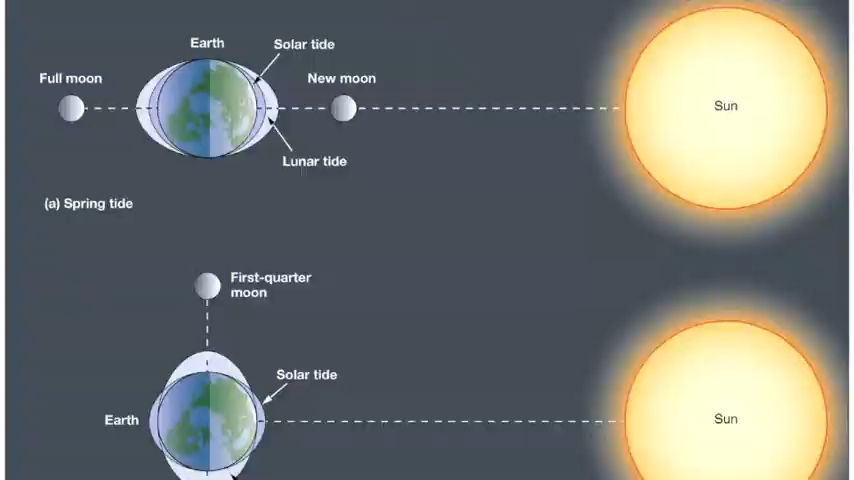 Earth
Solar tide
Full moon
New moon
Sun
Lunar tide
(a) Spring tide
First-quarter
moon
Solar tide
Earth
Sun